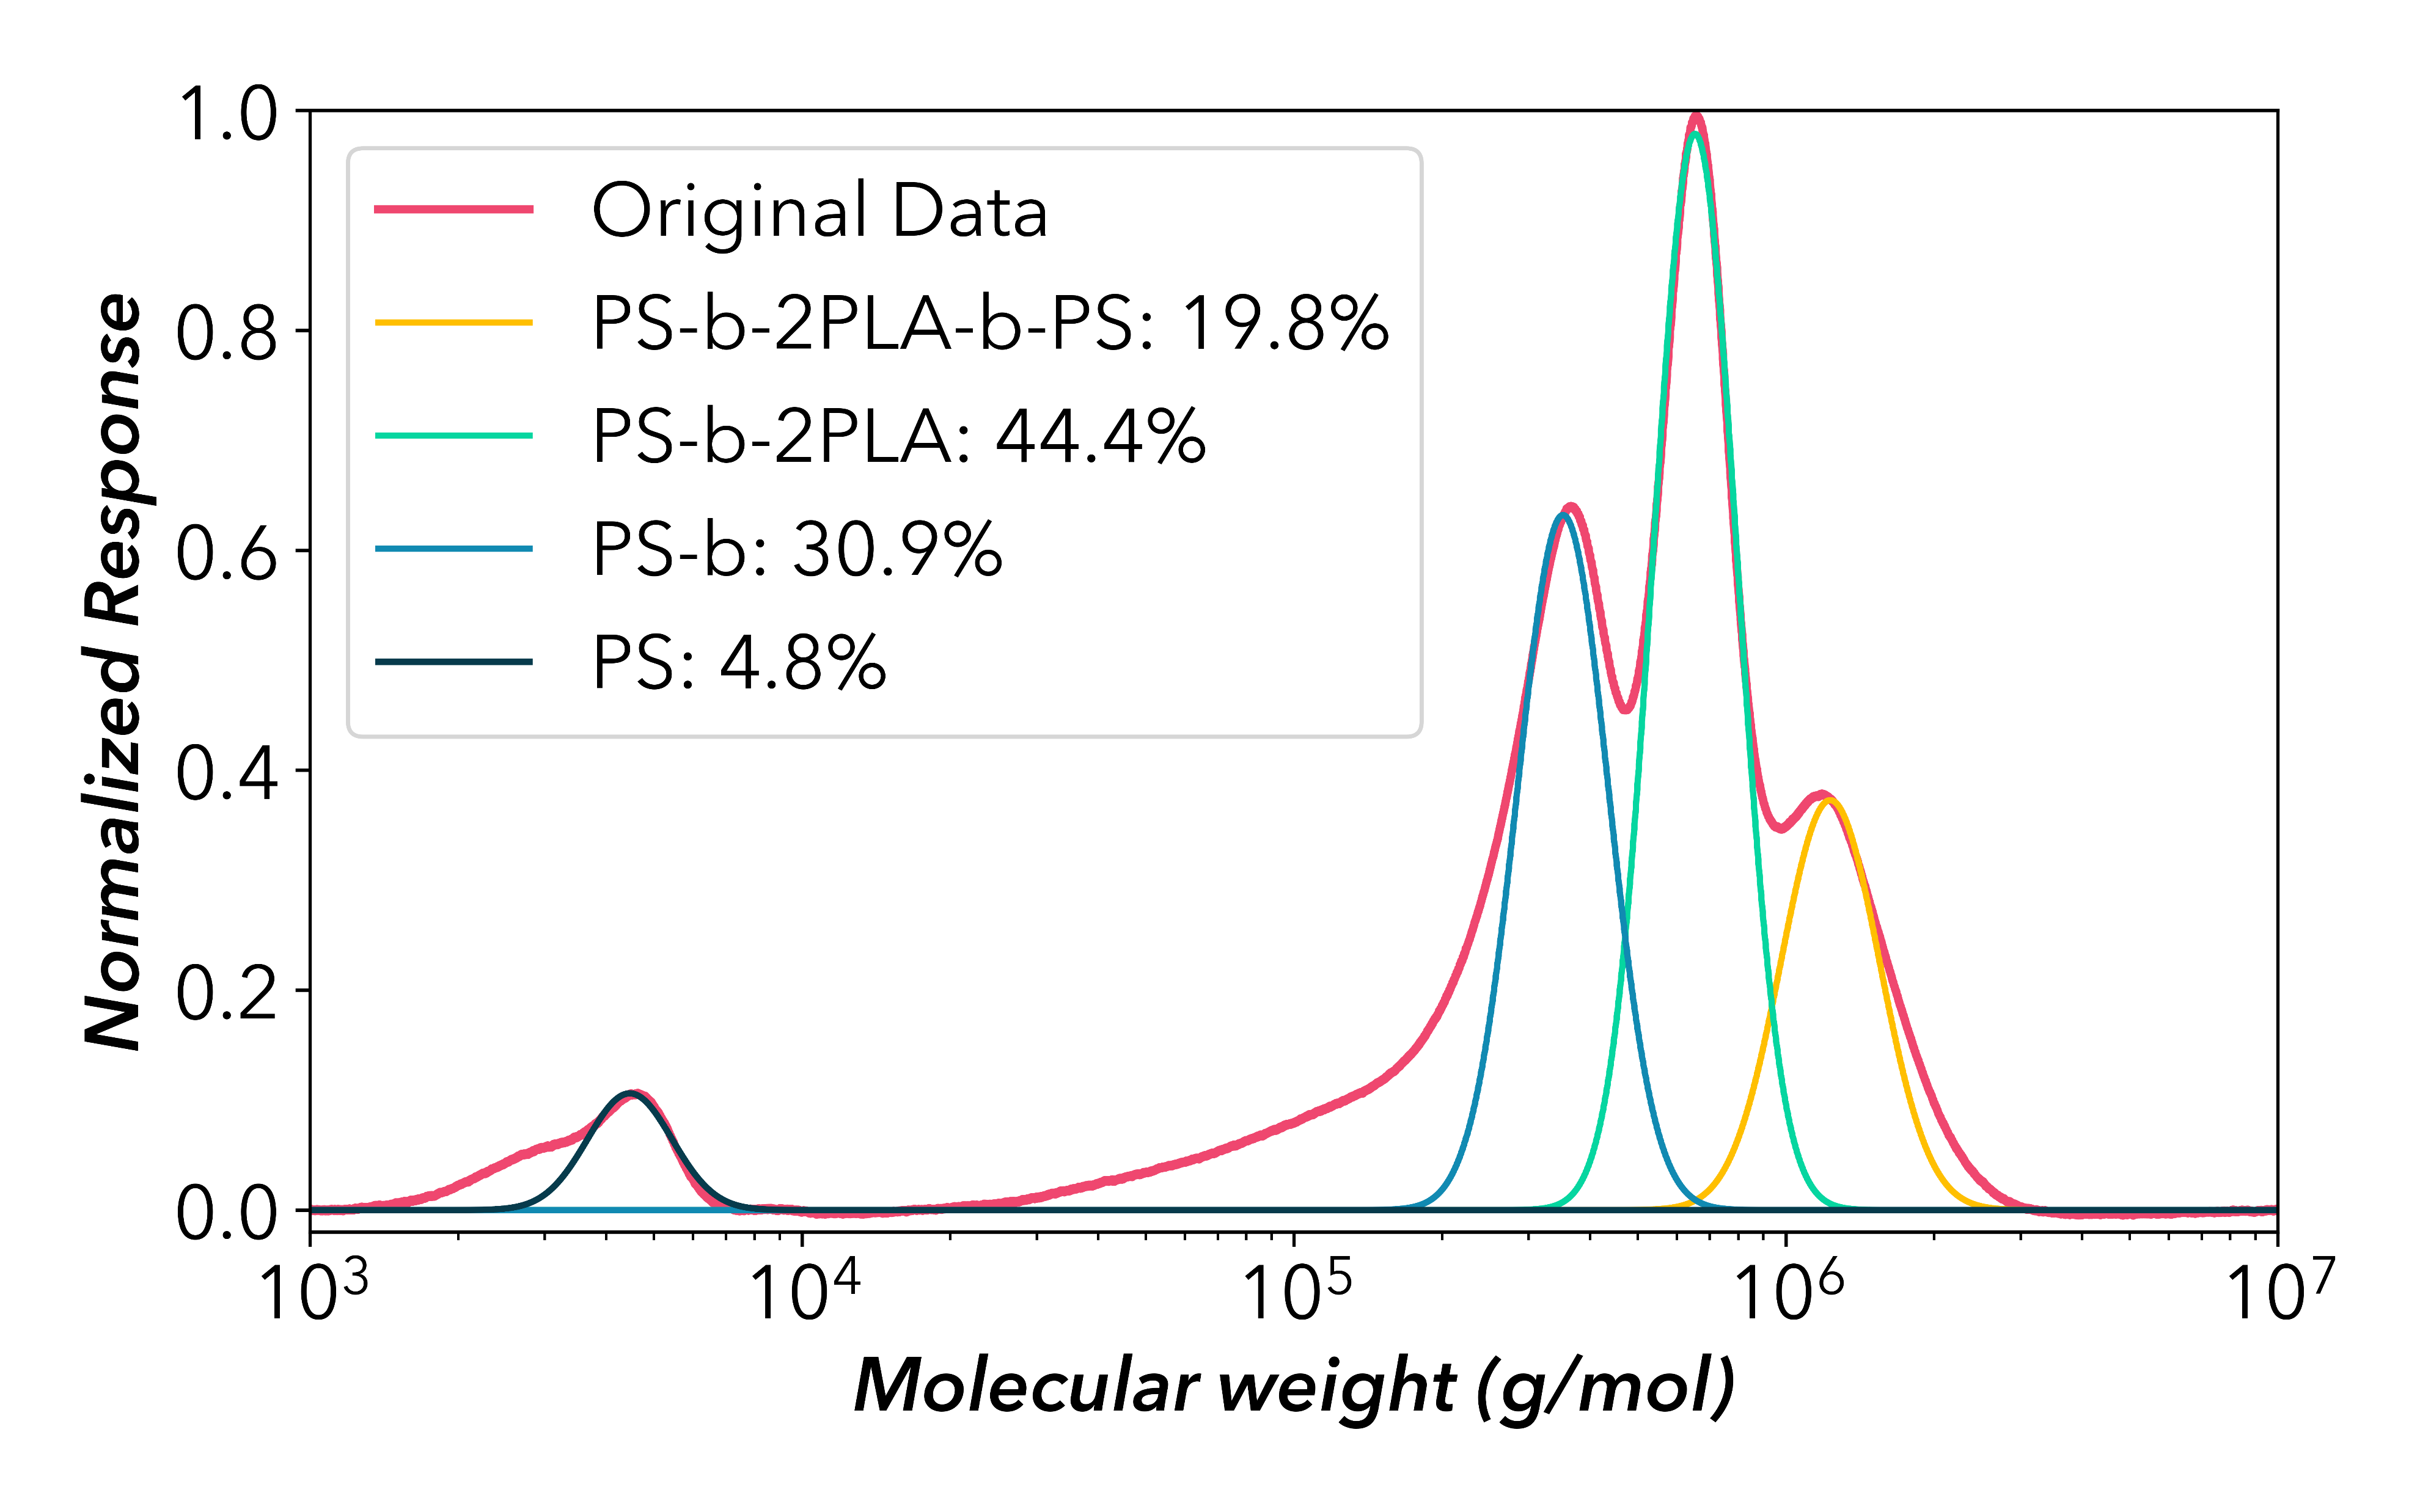 1.0
0.8
0.6
0.4
0.2
0.0
Normalized Response
Original Data
PS-b-2PLA-b-PS: 19.8%
PS-b-2PLA: 44.4%
PS-b: 30.9%
PS: 4.8%
10³ 10⁴ 10⁵ 10⁶ 10⁷
Molecular weight (g/mol)